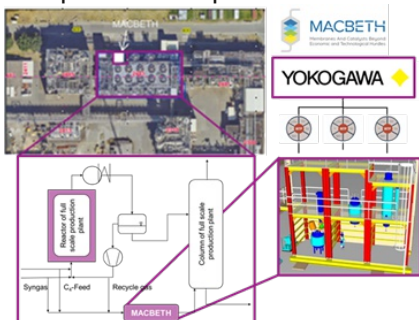 MACBETH
MACBETH
Membranes And Catalysts Beyond
Economic and Technological Hurdles
YOKOGAWA
Reactor of full
scale production
plant
Column of full scale
production plant
Syngas
C₄-Feed
Recycle gas
MACBETH